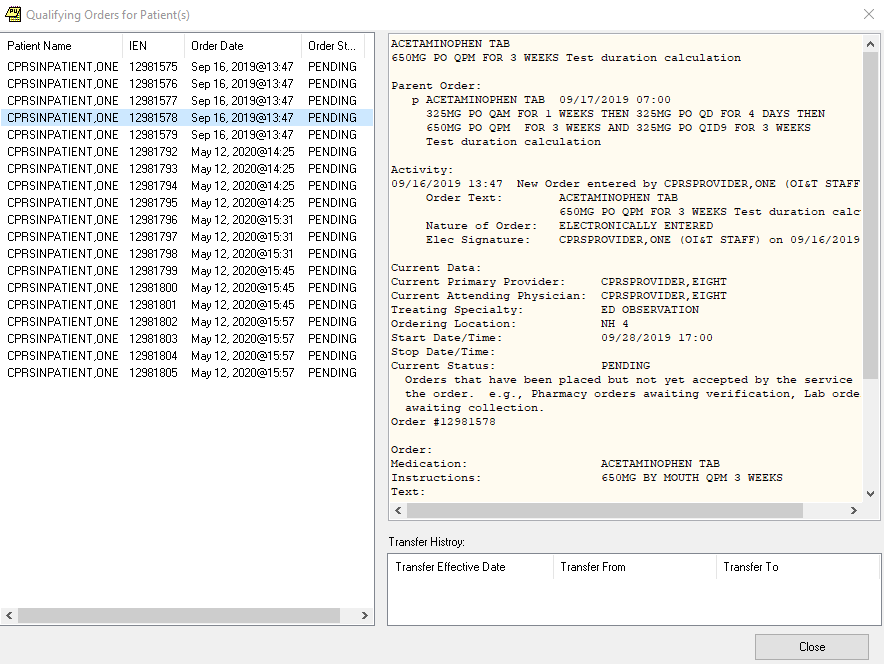 Qualifying Orders for Patient(s)
Patient Name IEN Order Date Order St...
CPRSINPATIENT,ONE 12981575 Sep 16, 2019@13:47 PENDING
CPRSINPATIENT,ONE 12981576 Sep 16, 2019@13:47 PENDING
CPRSINPATIENT,ONE 12981577 Sep 16, 2019@13:47 PENDING
CPRSINPATIENT,ONE 12981578 Sep 16, 2019@13:47 PENDING
CPRSINPATIENT,ONE 12981579 Sep 16, 2019@13:47 PENDING
CPRSINPATIENT,ONE 12981792 May 12, 2020@14:25 PENDING
CPRSINPATIENT,ONE 12981793 May 12, 2020@14:25 PENDING
CPRSINPATIENT,ONE 12981794 May 12, 2020@14:25 PENDING
CPRSINPATIENT,ONE 12981795 May 12, 2020@14:25 PENDING
CPRSINPATIENT,ONE 12981796 May 12, 2020@15:31 PENDING
CPRSINPATIENT,ONE 12981797 May 12, 2020@15:31 PENDING
CPRSINPATIENT,ONE 12981798 May 12, 2020@15:31 PENDING
CPRSINPATIENT,ONE 12981799 May 12, 2020@15:45 PENDING
CPRSINPATIENT,ONE 12981800 May 12, 2020@15:45 PENDING
CPRSINPATIENT,ONE 12981801 May 12, 2020@15:45 PENDING
CPRSINPATIENT,ONE 12981802 May 12, 2020@15:57 PENDING
CPRSINPATIENT,ONE 12981803 May 12, 2020@15:57 PENDING
CPRSINPATIENT,ONE 12981804 May 12, 2020@15:57 PENDING
CPRSINPATIENT,ONE 12981805 May 12, 2020@15:57 PENDING
ACETAMINOPHEN TAB
650MG PO QPM FOR 3 WEEKS Test duration calculation
Parent Order:
p ACETAMINOPHEN TAB 09/17/2019 07:00
325MG PO QAM FOR 1 WEEKS THEN 325MG PO QD FOR 4 DAYS THEN
650MG PO QPM FOR 3 WEEKS AND 325MG PO QID9 FOR 3 WEEKS
Test duration calculation
Activity:
09/16/2019 13:47 New Order entered by CPRSPROVIDER,ONE (OI&T STAFF
Order Text: ACETAMINOPHEN TAB
650MG PO QPM FOR 3 WEEKS Test duration calc
Nature of Order: ELECTRONICALLY ENTERED
Elec Signature: CPRSPROVIDER,ONE (OI&T STAFF) on 09/16/2019
Current Data:
Current Primary Provider: CPRSPROVIDER,EIGHT
Current Attending Physician: CPRSPROVIDER,EIGHT
Treating Specialty: ED OBSERVATION
Ordering Location: NH 4
Start Date/Time: 09/28/2019 17:00
Stop Date/Time:
Current Status: PENDING
Orders that have been placed but not yet accepted by the service
the order. e.g., Pharmacy orders awaiting verification, Lab orde
awaiting collection.
Order #12981578
Order:
Medication: ACETAMINOPHEN TAB
Instructions: 650MG BY MOUTH QPM 3 WEEKS
Text:
Transfer Histroy:
Transfer Effective Date Transfer From Transfer To
Close